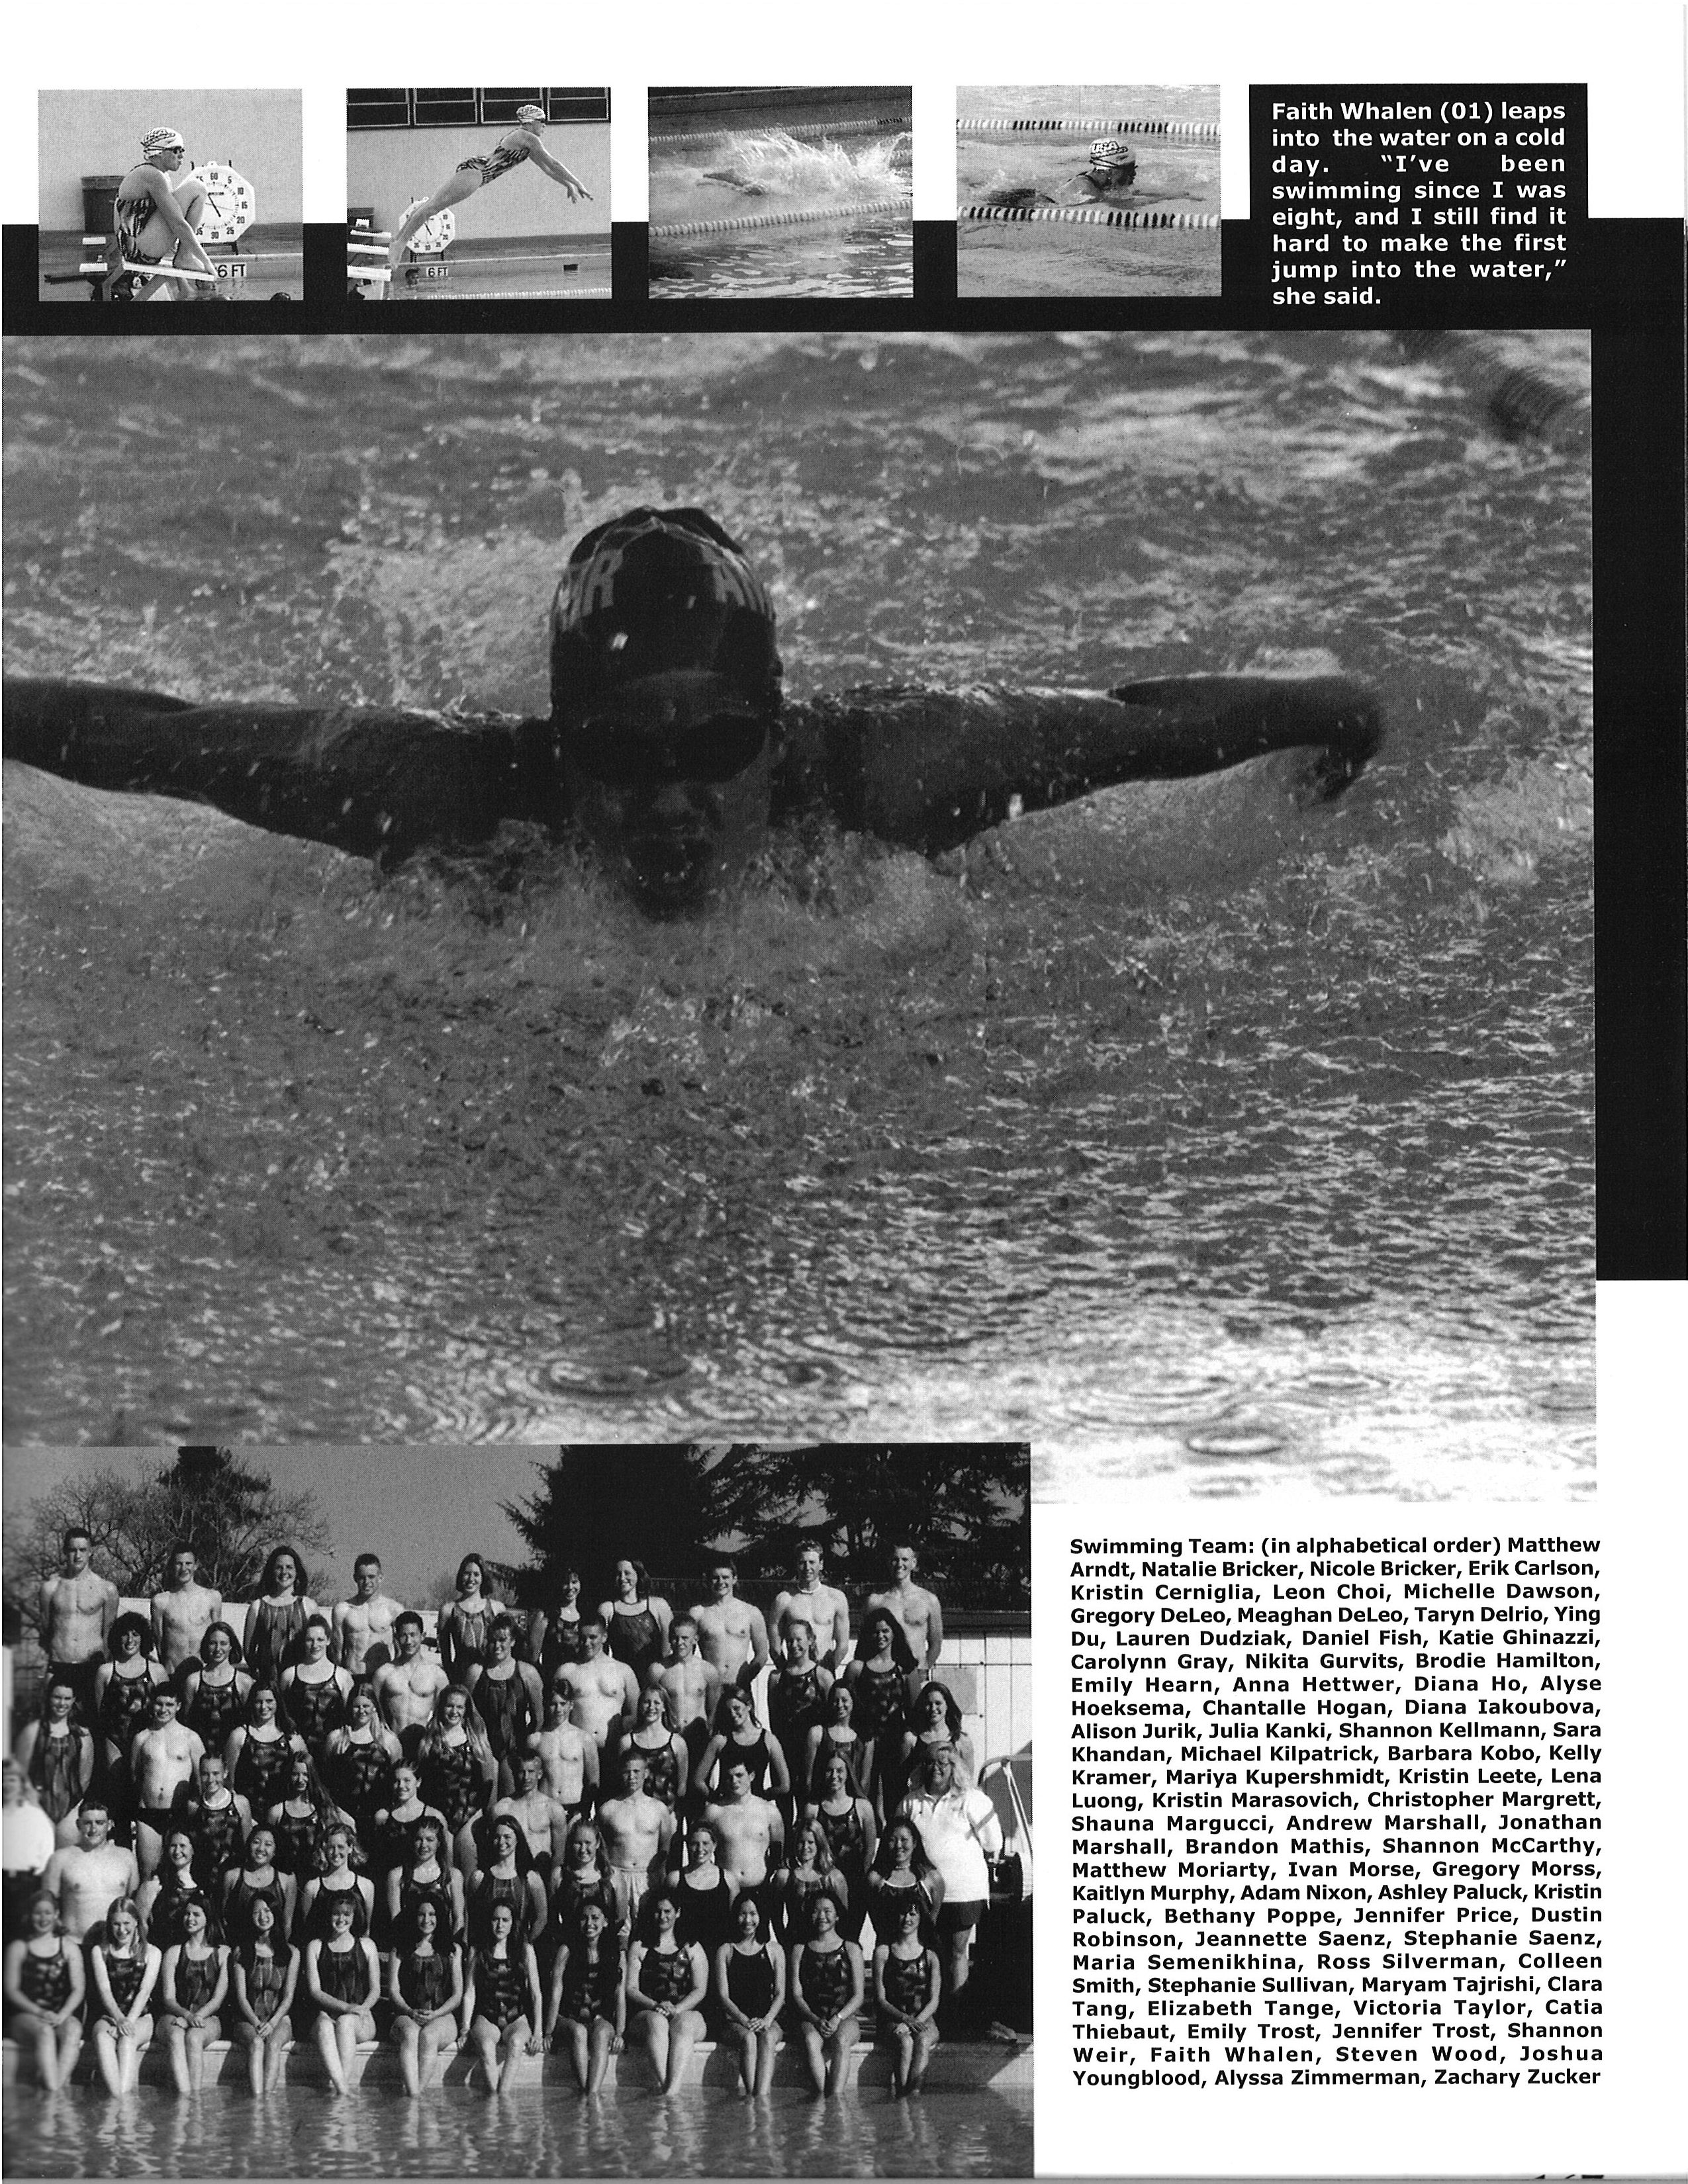 Faith Whalen (01) leaps
into the water on a cold
day. "I've been
swimming since I was
eight, and I still find it
hard to make the first
jump into the water,"
she said.
60
5
10
15
20
25
30
35
6 FT
6 FT
USA
Swimming Team: (in alphabetical order) Matthew
Arndt, Natalie Bricker, Nicole Bricker, Erik Carlson,
Kristin Cerniglia, Leon Choi, Michelle Dawson,
Gregory DeLeo, Meaghan DeLeo, Taryn Delrio, Ying
Du, Lauren Dudziak, Daniel Fish, Katie Ghinazzi,
Carolynn Gray, Nikita Gurvits, Brodie Hamilton,
Emily Hearn, Anna Hettwer, Diana Ho, Alyse
Hoeksema, Chantalle Hogan, Diana Iakoubova,
Alison Jurik, Julia Kanki, Shannon Kellmann, Sara
Khandan, Michael Kilpatrick, Barbara Kobo, Kelly
Kramer, Mariya Kupershmidt, Kristin Leete, Lena
Luong, Kristin Marasovich, Christopher Margrett,
Shauna Margucci, Andrew Marshall, Jonathan
Marshall, Brandon Mathis, Shannon McCarthy,
Matthew Moriarty, Ivan Morse, Gregory Morss,
Kaitlyn Murphy, Adam Nixon, Ashley Paluck, Kristin
Paluck, Bethany Poppe, Jennifer Price, Dustin
Robinson, Jeannette Saenz, Stephanie Saenz,
Maria Semenikhina, Ross Silverman, Colleen
Smith, Stephanie Sullivan, Maryam Tajrishi, Clara
Tang, Elizabeth Tange, Victoria Taylor, Catia
Thiebaut, Emily Trost, Jennifer Trost, Shannon
Weir, Faith Whalen, Steven Wood, Joshua
Youngblood, Alyssa Zimmerman, Zachary Zucker